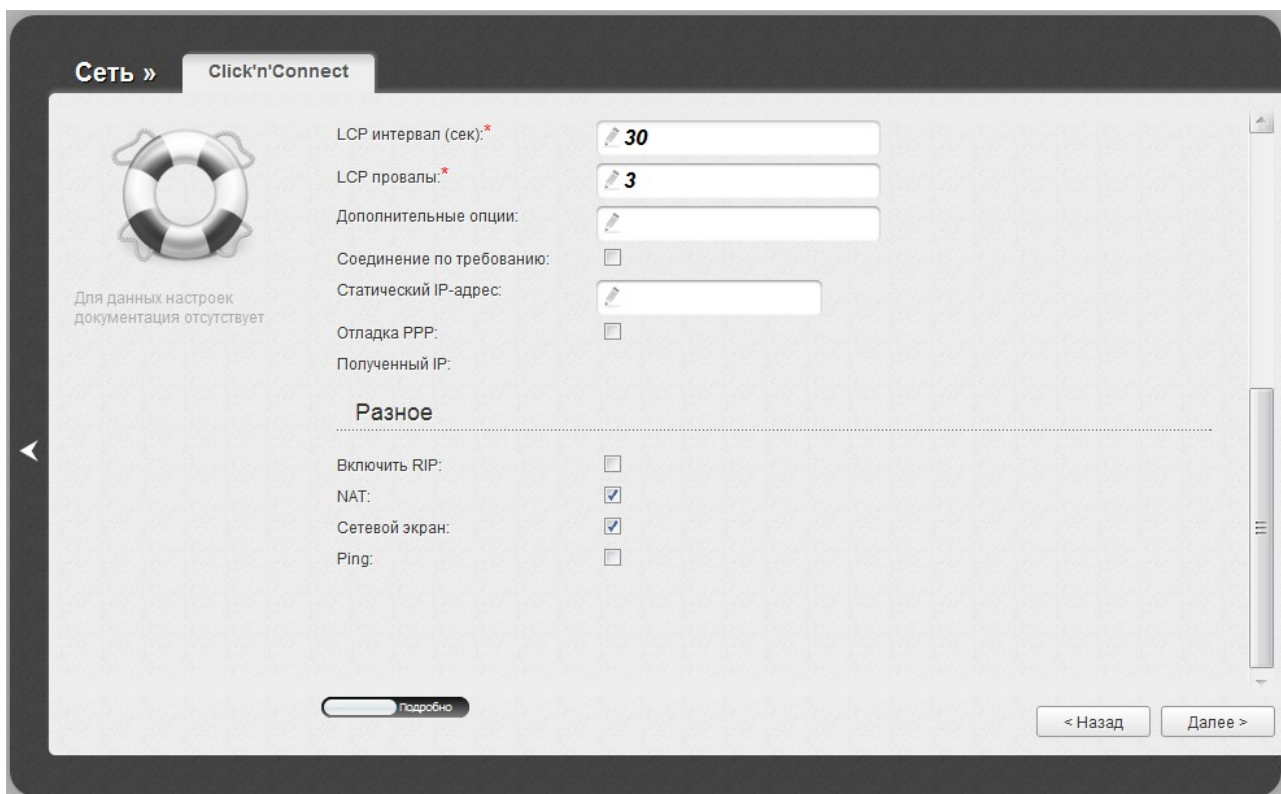 Сеть »
Click'n'Connect
Для данных настроек
документация отсутствует
LCP интервал (сек):*
30
LCP провалы:*
3
Дополнительные опции:
Соединение по требованию:
Статический IP-адрес:
Отладка PPP:
Полученный IP:
Разное
Включить RIP:
NAT:
Сетевой экран:
Ping:
Подробно
< Назад
Далее >